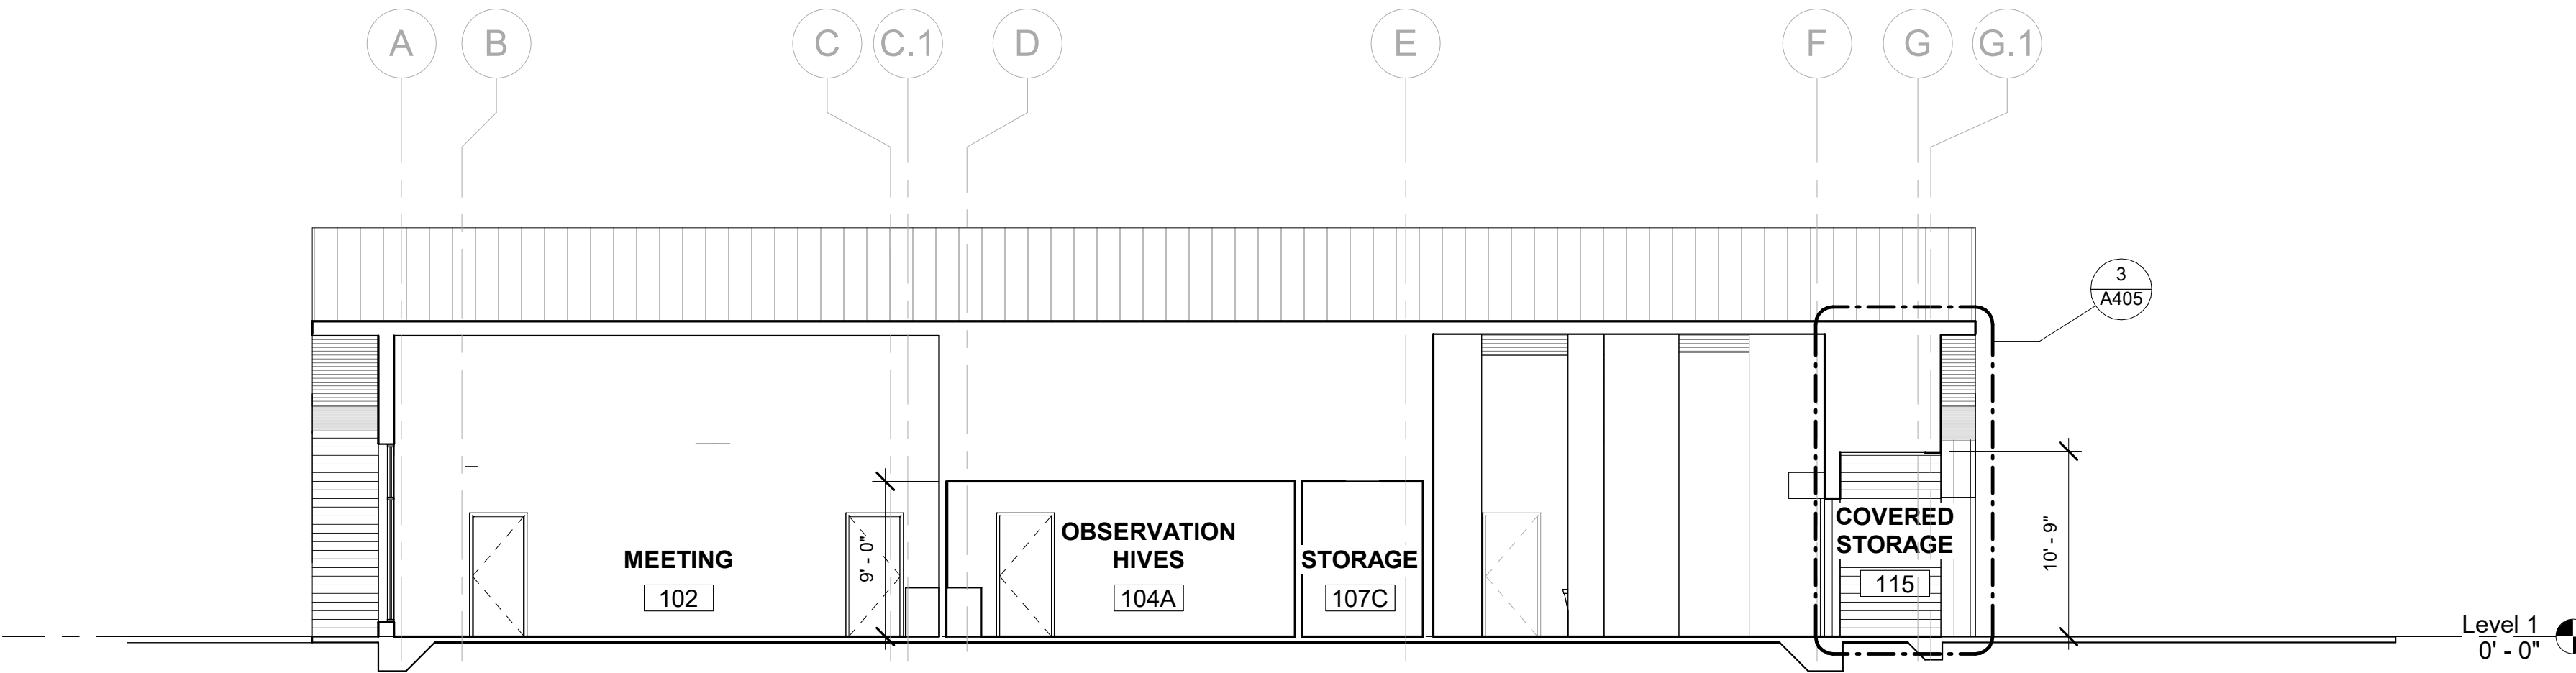 A
B
C
C.1
D
E
F
G
G.1
3
A405
MEETING
102
9' - 0"
OBSERVATION
HIVES
104A
STORAGE
107C
COVERED
STORAGE
115
10' - 9"
Level 1
0' - 0"